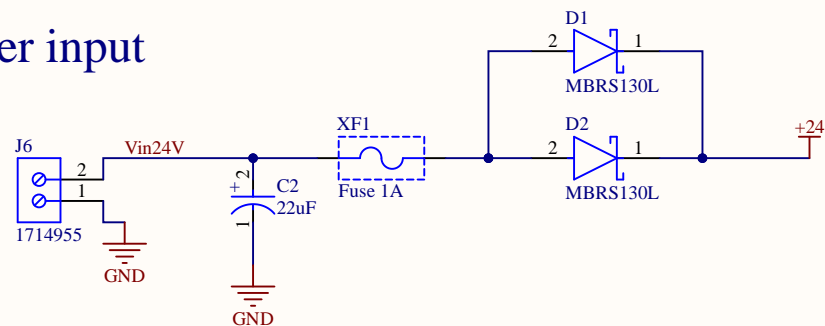 er input
D1
2
1
MBRS130L
XF1
D2
+24
J6
Vin24V
2
2
1
1
+
2
C2
22uF
1
Fuse 1A
MBRS130L
1714955
GND
GND